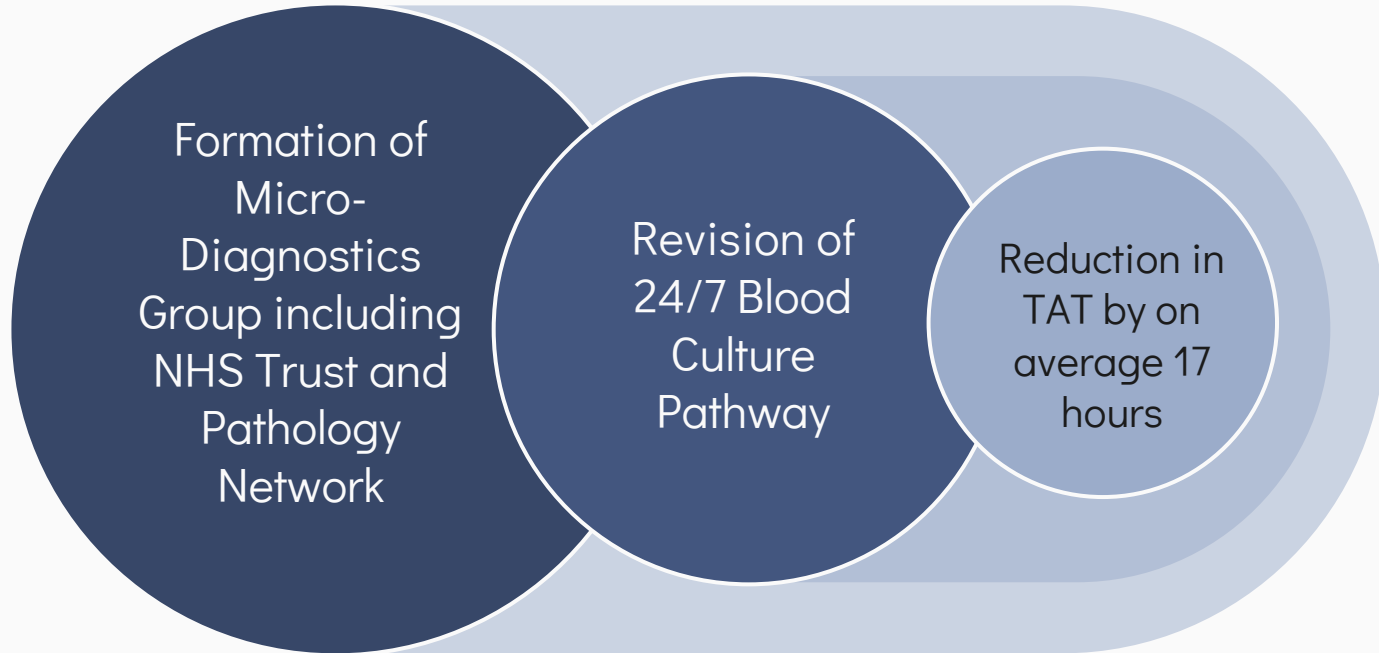 Formation of
Micro-
Diagnostics
Group including
NHS Trust and
Pathology
Network
Revision of
24/7 Blood
Culture
Pathway
Reduction in
TAT by on
average 17
hours